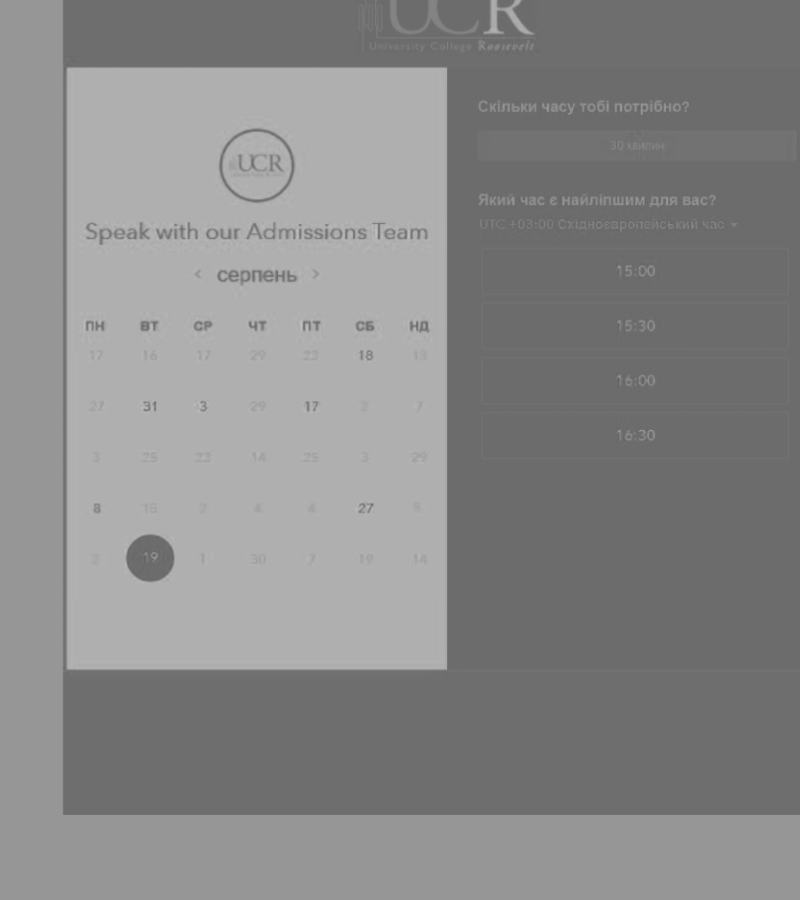 UCR
University College Roosevelt
UCR
Speak with our Admissions Team
< серпень >
ПН ВТ СР ЧТ ПТ СБ НД
17 16 17 29 23 18 13
27 31 3 29 17 2 7
3 25 22 14 25 3 29
8 15 2 4 4 27 5
2 19 1 30 7 19 14
Скільки часу тобі потрібно?
30 хвилин
Який час є найліпшим для вас?
UTC +03:00 Східноєвропейський час
15:00
15:30
16:00
16:30